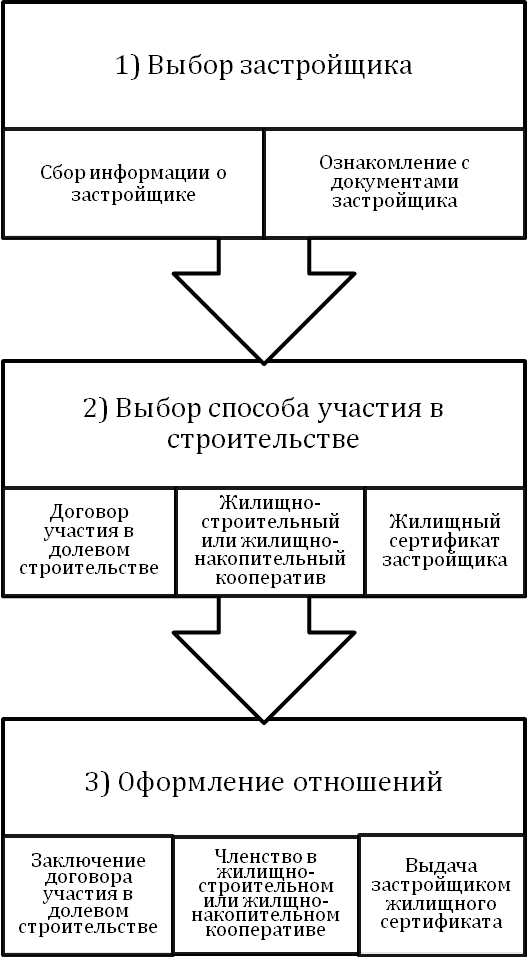 1) Выбор застройщика
Сбор информации о
застройщике
Ознакомление с
документами
застройщика
2) Выбор способа участия в
строительстве
Договор
участия в
долевом
строительстве
Жилищно-
строительный
или жилищно-
накопительный
кооператив
Жилищный
сертификат
застройщика
3) Оформление отношений
Заключение
договора
участия в
долевом
строительстве
Членство в
жилищно-
строительном
или жилщно-
накопительном
кооперативе
Выдача
застройщиком
жилищного
сертификата